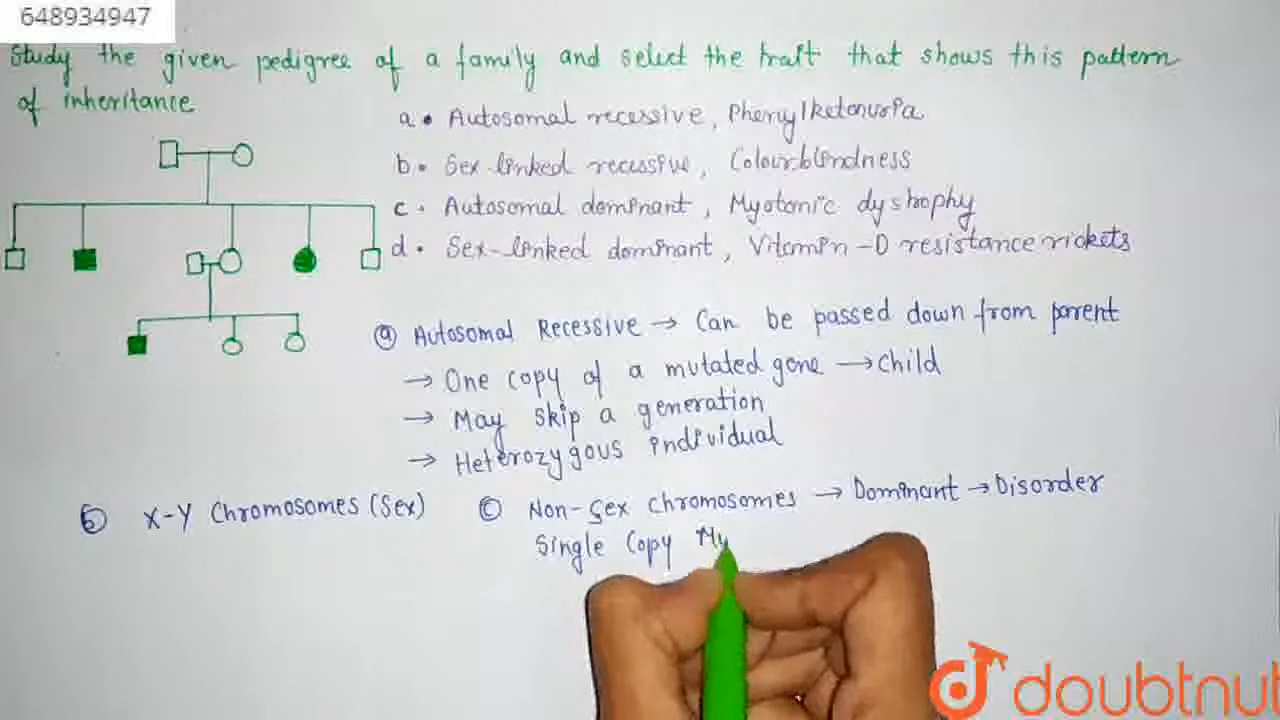 648934947
Study the given pedigree of a family and select the trait that shows this pattern
of inheritance
a. Autosomal recessive, Phenylketonuria
b. Sex-linked recessive, Colourblindness
c. Autosomal dominant, Myotonic dystrophy
d. Sex-linked dominant, Vitamin-D resistance rickets
ⓐ Autosomal Recessive → Can be passed down from parent
→ One copy of a mutated gene → child
→ May skip a generation
→ Heterozygous individual
ⓑ X-Y Chromosomes (Sex)
ⓒ Non-Sex chromosomes → Dominant → Disorder
Single Copy My
doubtnut